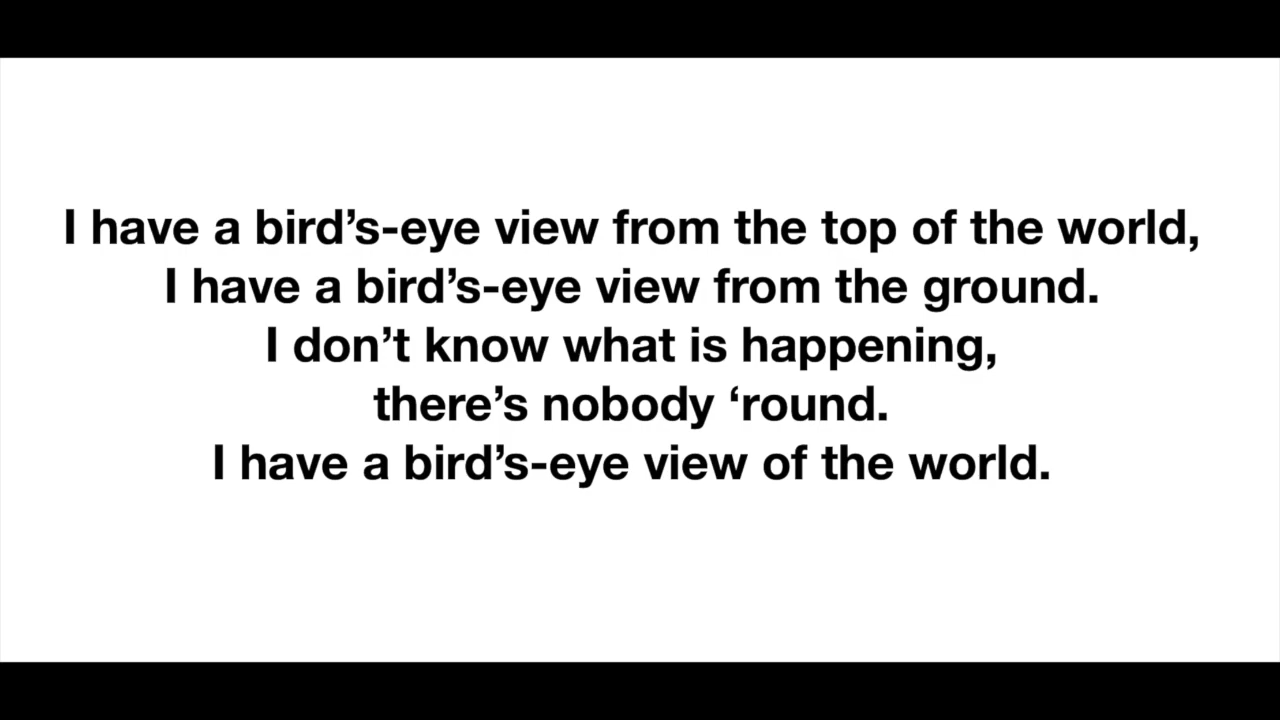 I have a bird’s-eye view from the top of the world,
I have a bird’s-eye view from the ground.
I don’t know what is happening,
there’s nobody ‘round.
I have a bird’s-eye view of the world.